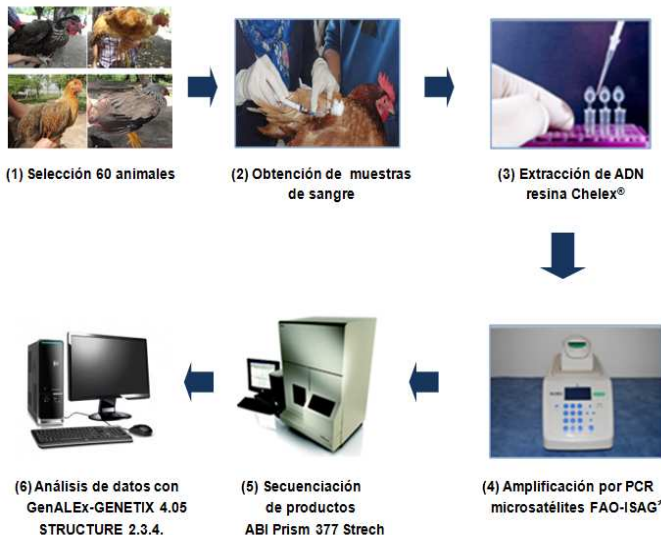 (1) Selección 60 animales
(2) Obtención de muestras
de sangre
(3) Extracción de ADN
resina Chelex®
(4) Amplificación por PCR
microsatélites FAO-ISAG*
(5) Secuenciación
de productos
ABI Prism 377 Strech
(6) Análisis de datos con
GenALEx-GENETIX 4.05
STRUCTURE 2.3.4.